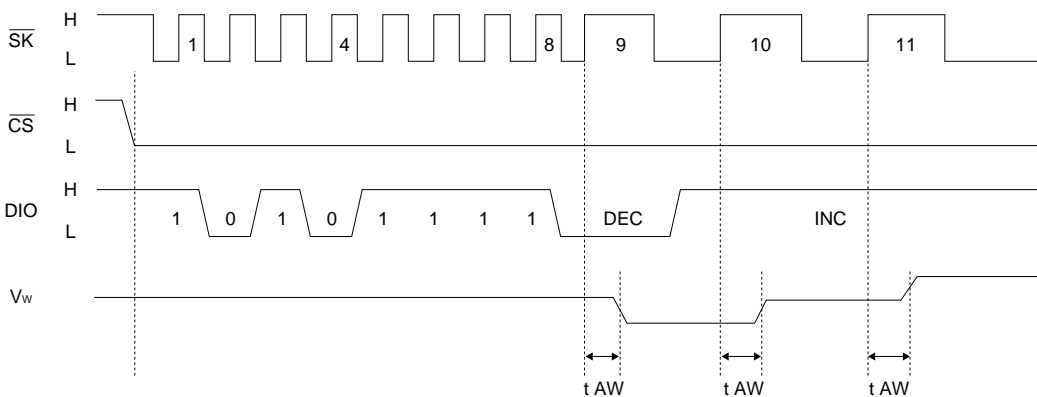 H
SK
L
1 4 8 9 10 11
H
CS
L
H
DIO
L
1 0 1 0 1 1 1 1 DEC INC
Vw
t AW t AW t AW